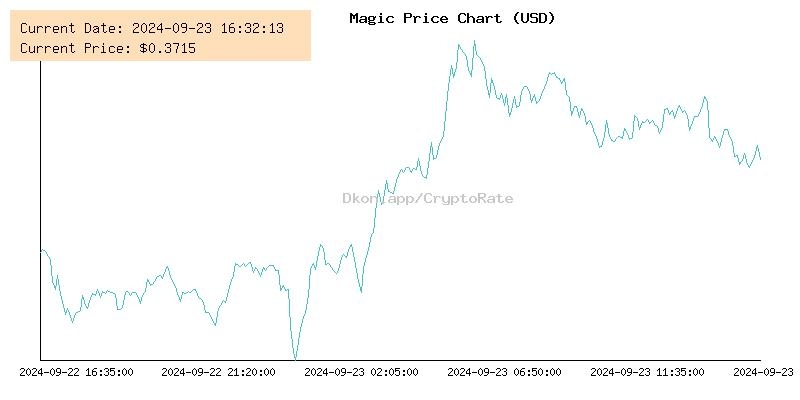 Magic Price Chart (USD)
Current Date: 2024-09-23 16:32:13
Current Price: $0.3715
Dkon.app/CryptoRate
2024-09-22 16:35:00
2024-09-22 21:20:00
2024-09-23 02:05:00
2024-09-23 06:50:00
2024-09-23 11:35:00
2024-09-23